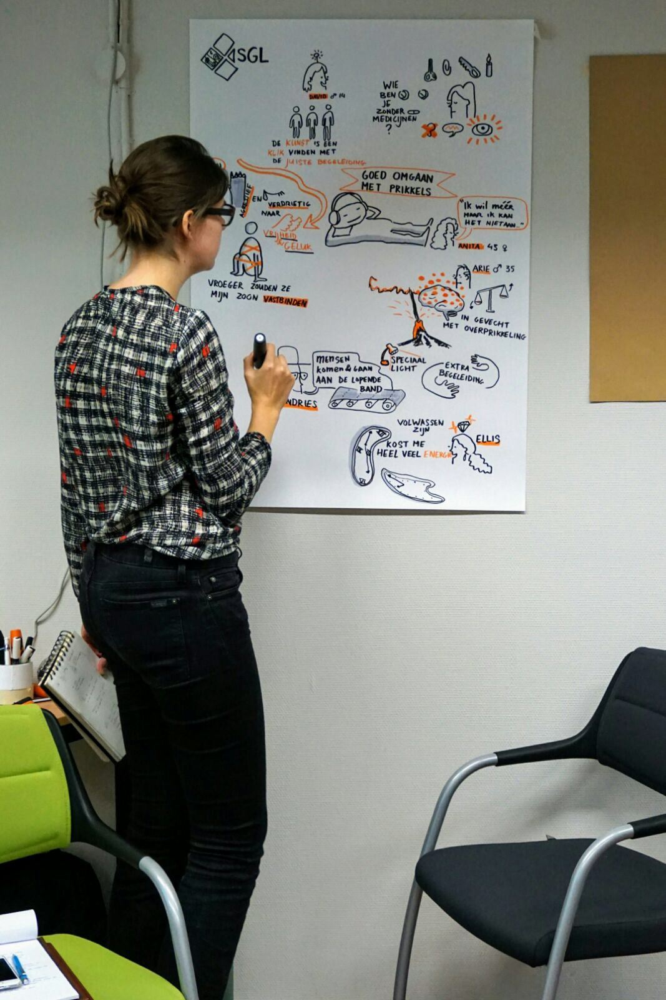 SGL
DAVID ♂ 14
DE KUNST IS EEN
KLIK VINDEN MET
DE JUISTE BEGELEIDING
WIE
BEN
JE
ZONDER
MEDICIJNEN
?
GOED OMGAAN
MET PRIKKELS
AGRESSIEF
EN
VERDRIETIG
NAAR
VRIJHEID
& GELUK
VROEGER ZOUDEN ZE
MIJN ZOON VASTBINDEN
"Ik wil méér
MAAR IK KAN
HET NIET AAN.."
ANITA 45 ♀
ARIE ♂ 35
IN GEVECHT
MET OVERPRIKKELING
SPECIAAL
LICHT
EXTRA
BEGELEIDING
MENSEN
komen & GAAN
AAN DE LOPENDE
BAND
NDRIES
VOLWASSEN
ZIJN
KOST ME
HEEL VEEL ENERGIE
ELLIS